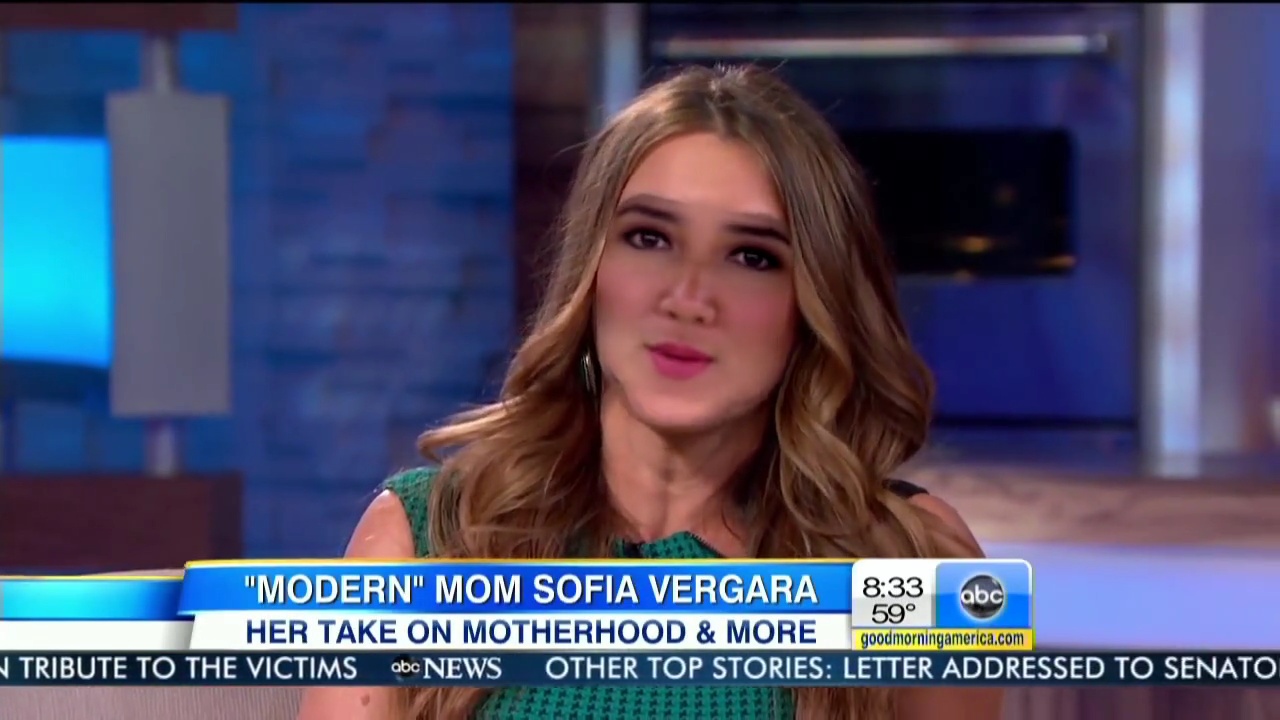 "MODERN" MOM SOFIA VERGARA
HER TAKE ON MOTHERHOOD & MORE
8:33
59°
abc
goodmorningamerica.com
N TRIBUTE TO THE VICTIMS abc NEWS OTHER TOP STORIES: LETTER ADDRESSED TO SENATO